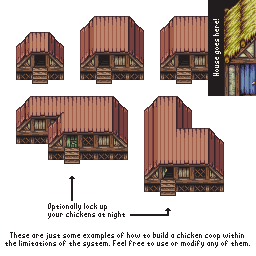 House goes here!
Optionally lock up
your chickens at night
These are just some examples of how to build a chicken coop within
the limitations of the system. Feel free to use or modify any of them.